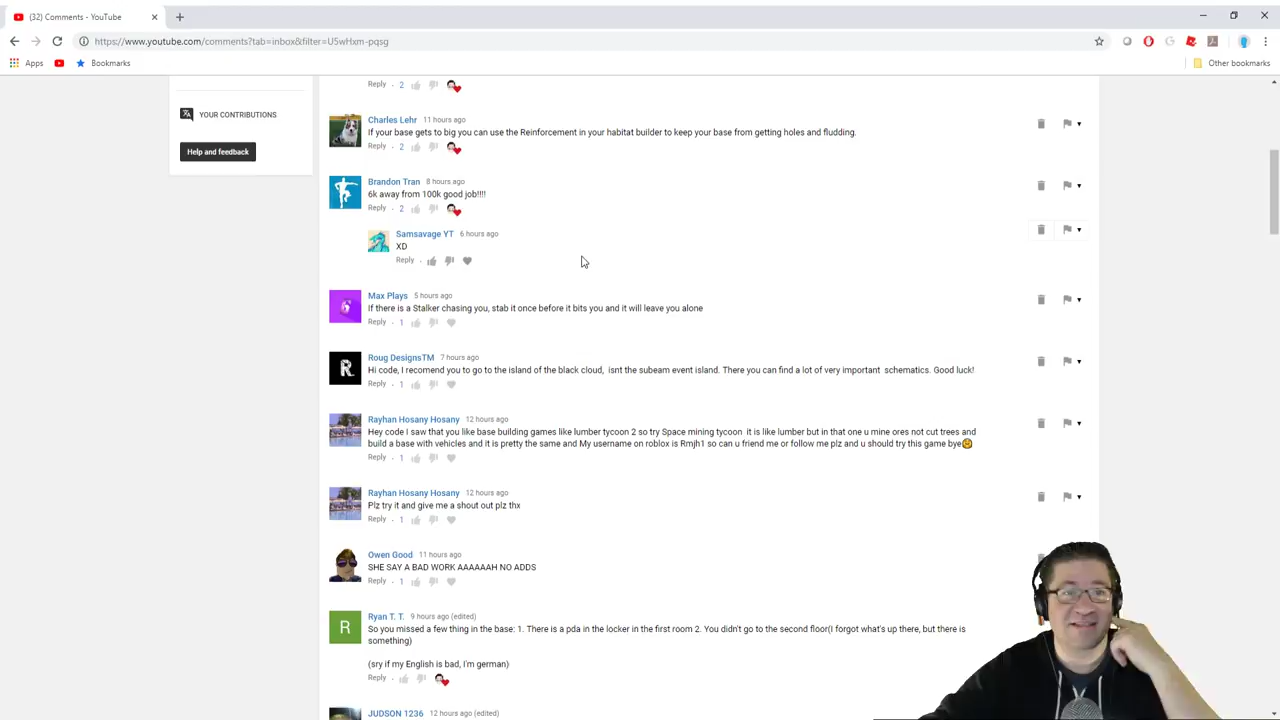 (32) Comments - YouTube
https://www.youtube.com/comments?tab=inbox&filter=U5wHxm-pqsg
Apps
Bookmarks
Other bookmarks
YOUR CONTRIBUTIONS
Help and feedback
Reply . 2
Charles Lehr 11 hours ago
If your base gets to big you can use the Reinforcement in your habitat builder to keep your base from getting holes and fludding.
Reply . 2
Brandon Tran 8 hours ago
6k away from 100k good job!!!!
Reply . 2
Samsavage YT 6 hours ago
XD
Reply .
Max Plays 5 hours ago
If there is a Stalker chasing you, stab it once before it bits you and it will leave you alone
Reply . 1
Roug DesignsTM 7 hours ago
Hi code, I recomend you to go to the island of the black cloud, isnt the subeam event island. There you can find a lot of very important schematics. Good luck!
Reply . 1
Rayhan Hosany Hosany 12 hours ago
Hey code I saw that you like base building games like lumber tycoon 2 so try Space mining tycoon it is like lumber but in that one u mine ores not cut trees and
build a base with vehicles and it is pretty the same and My username on roblox is Rmjh1 so can u friend me or follow me plz and u should try this game bye
Reply . 1
Rayhan Hosany Hosany 12 hours ago
Plz try it and give me a shout out plz thx
Reply . 1
Owen Good 11 hours ago
SHE SAY A BAD WORK AAAAAAH NO ADDS
Reply . 1
R
Ryan T. T. 9 hours ago (edited)
So you missed a few thing in the base: 1. There is a pda in the locker in the first room 2. You didn't go to the second floor(I forgot what's up there, but there is
something)
(sry if my English is bad, I'm german)
Reply .
JUDSON 1236 12 hours ago (edited)